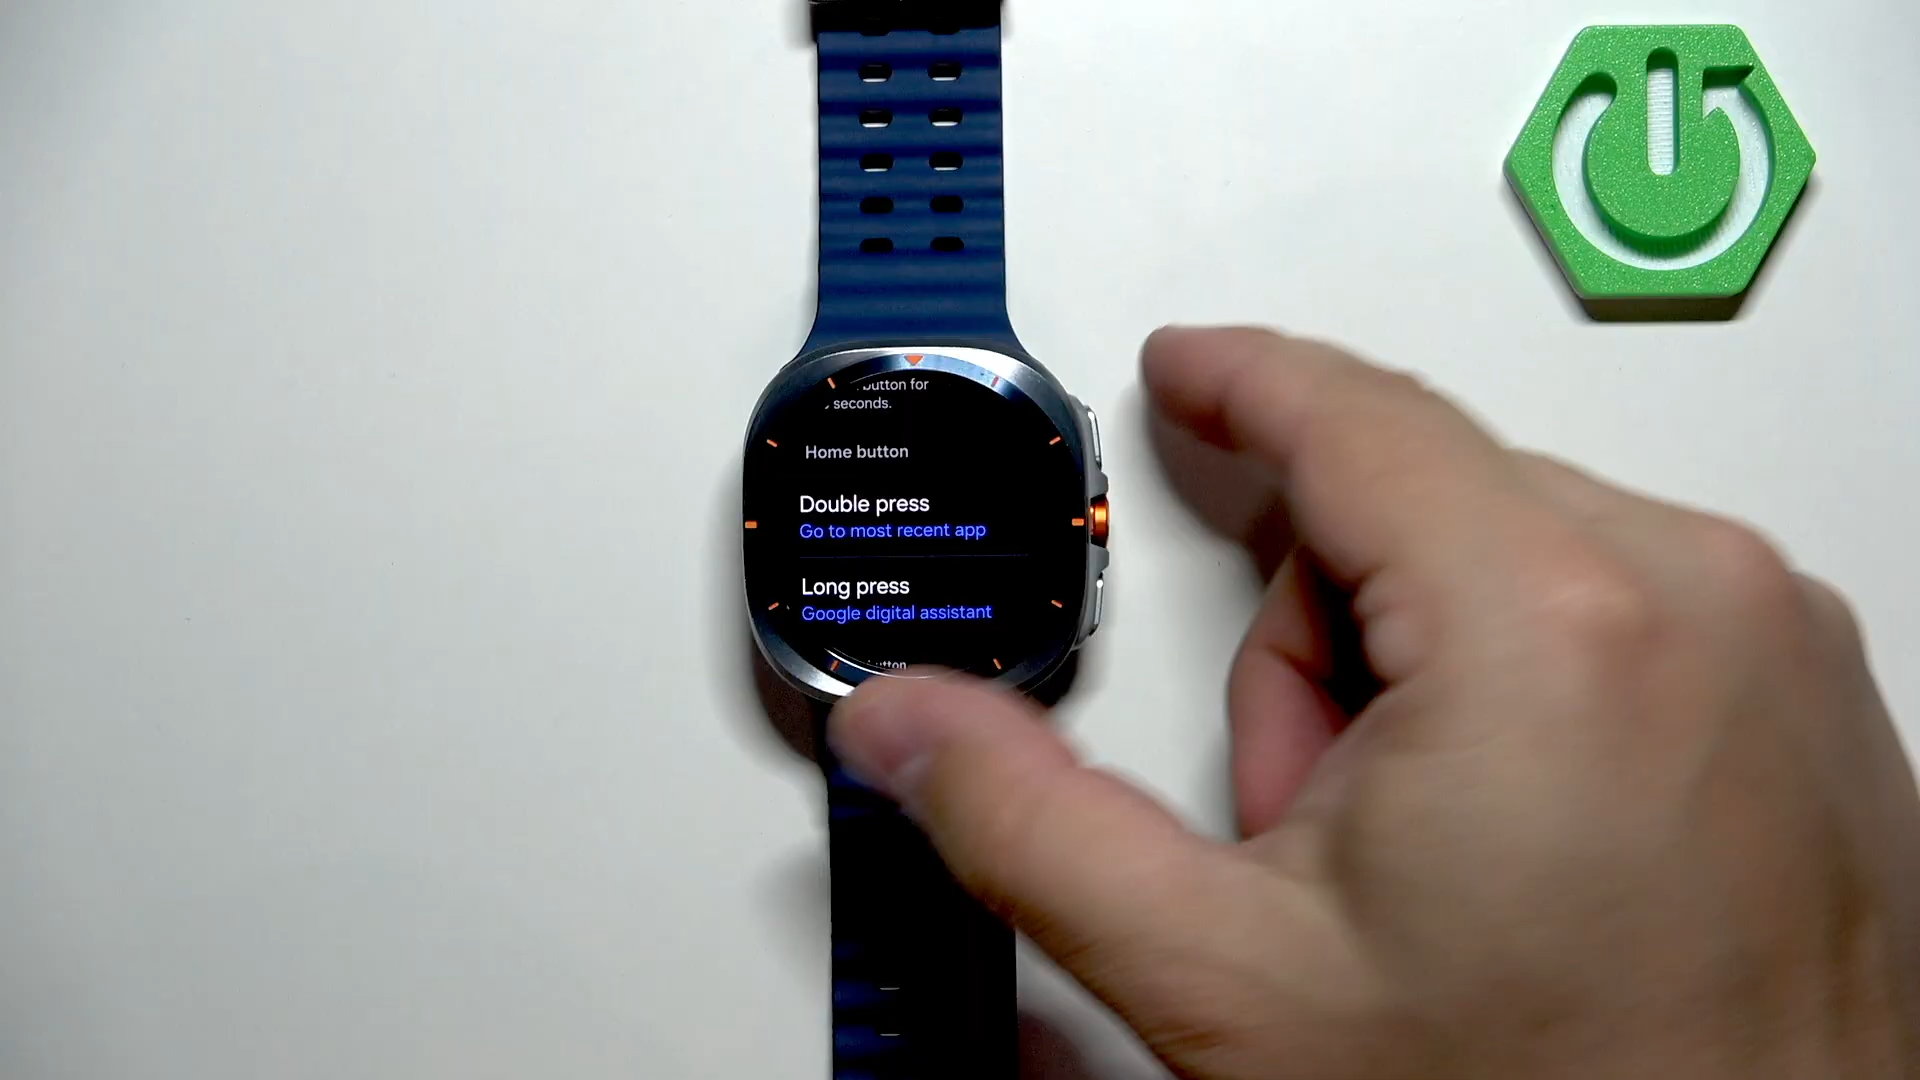 button for
seconds.
Home button
Double press
Go to most recent app
Long press
Google digital assistant